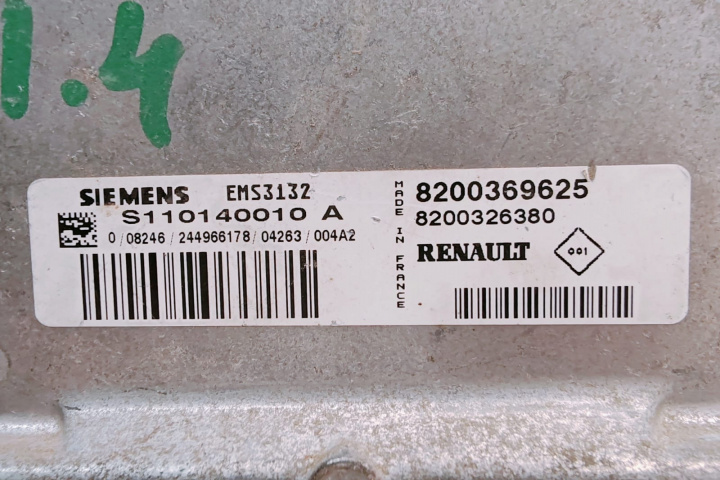 1.4
SIEMENS EMS3132
S110140010 A
0/08246/244966178/04263/004A2
MADE IN FRANCE
8200369625
8200326380
RENAULT 001